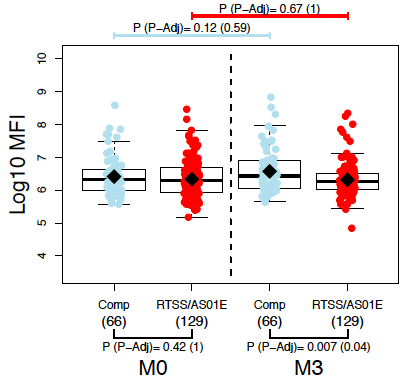 P (P−Adj)= 0.67 (1)
P (P−Adj)= 0.12 (0.59)
Log10 MFI
10
9
8
7
6
5
4
Comp RTSS/AS01E Comp RTSS/AS01E
(66) (129) (66) (129)
P (P−Adj)= 0.42 (1) P (P−Adj)= 0.007 (0.04)
M0 M3